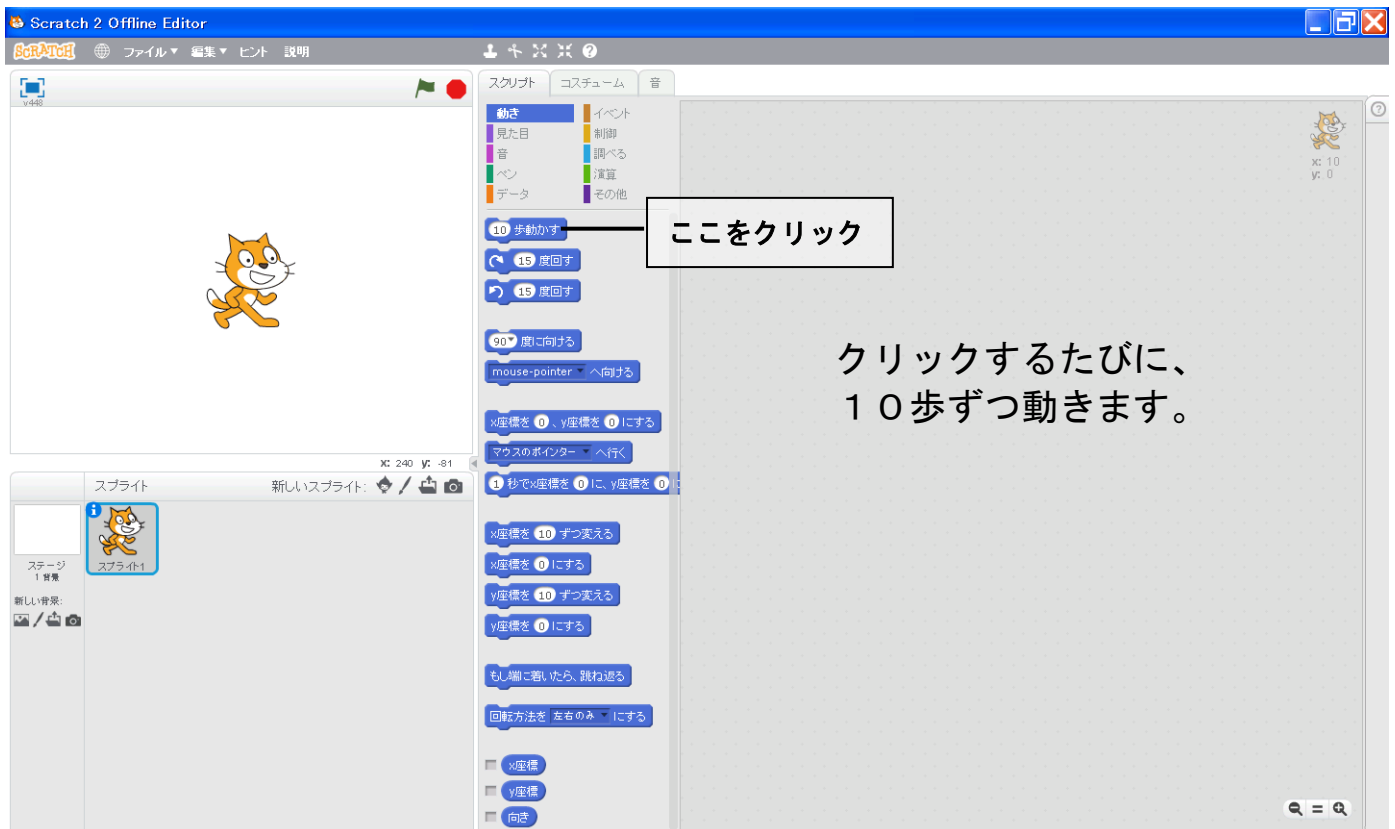 Scratch 2 Offline Editor
SCRATCH ファイル 編集 ヒント 説明
v448
スクリプト コスチューム 音
動き イベント
見た目 制御
音 調べる
ペン 演算
データ その他
x: 10
y: 0
10 歩動かす
ここをクリック
15 度回す
15 度回す
90 度に向ける
mouse-pointer へ向ける
クリックするたびに、
１０歩ずつ動きます。
x座標を 0 、y座標を 0 にする
マウスのポインター へ行く
1 秒でx座標を 0 に、y座標を 0 に
x座標を 10 ずつ変える
x座標を 0 にする
y座標を 10 ずつ変える
y座標を 0 にする
もし端に着いたら、跳ね返る
回転方法を 左右のみ にする
x座標
y座標
向き
x: 240 y: -81
スプライト 新しいスプライト:
ステージ
1 背景
スプライト1
新しい背景: